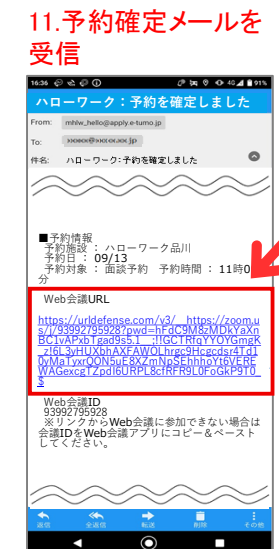 11.予約確定メールを
受信
16:36
4G 91%
ハローワーク：予約を確定しました
From: mhlw_hello@apply.e-tumo.jp
To:
件名: ハローワーク:予約を確定しました
■予約情報
予約施設 ： ハローワーク品川
予約日 ： 09/13
予約対象 ： 面談予約 予約時間 ： 11時0
分
Web会議URL
https://urldefense.com/v3/__https://zoom.u
s/j/93992795928?pwd=hFdC9M8zMDkYaXn
BC1vAPxbTgad9s5.1__;!!GCTRfqYYOYGmgK
_z!6L3yHUXbhAXFAWOLhrgc9Hcgcdsr4Td1
0vMaTyxrQON5uE8XZmNpSEhhhoYt6VERF
WAGexcgTZpdI6URPL8cfRFR9L0FoGkP9T0
$
Web会議ID
93992795928
※リンクからWeb会議に参加できない場合は
会議IDをWeb会議アプリにコピー＆ペースト
してください。
返信 全返信 転送 削除 その他